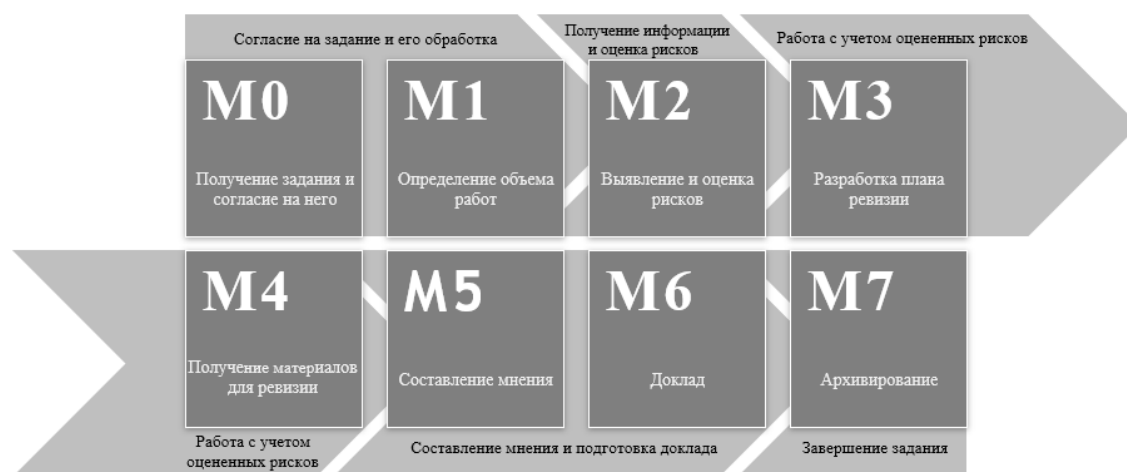 Согласие на задание и его обработка
Получение информации
и оценка рисков
Работа с учетом оцененных рисков
M0
Получение задания и
согласие на него
M1
Определение объема
работ
M2
Выявление и оценка
рисков
M3
Разработка плана
ревизии
M4
Получение материалов
для ревизии
M5
Составление мнения
M6
Доклад
M7
Архивирование
Работа с учетом
оцененных рисков
Составление мнения и подготовка доклада
Завершение задания